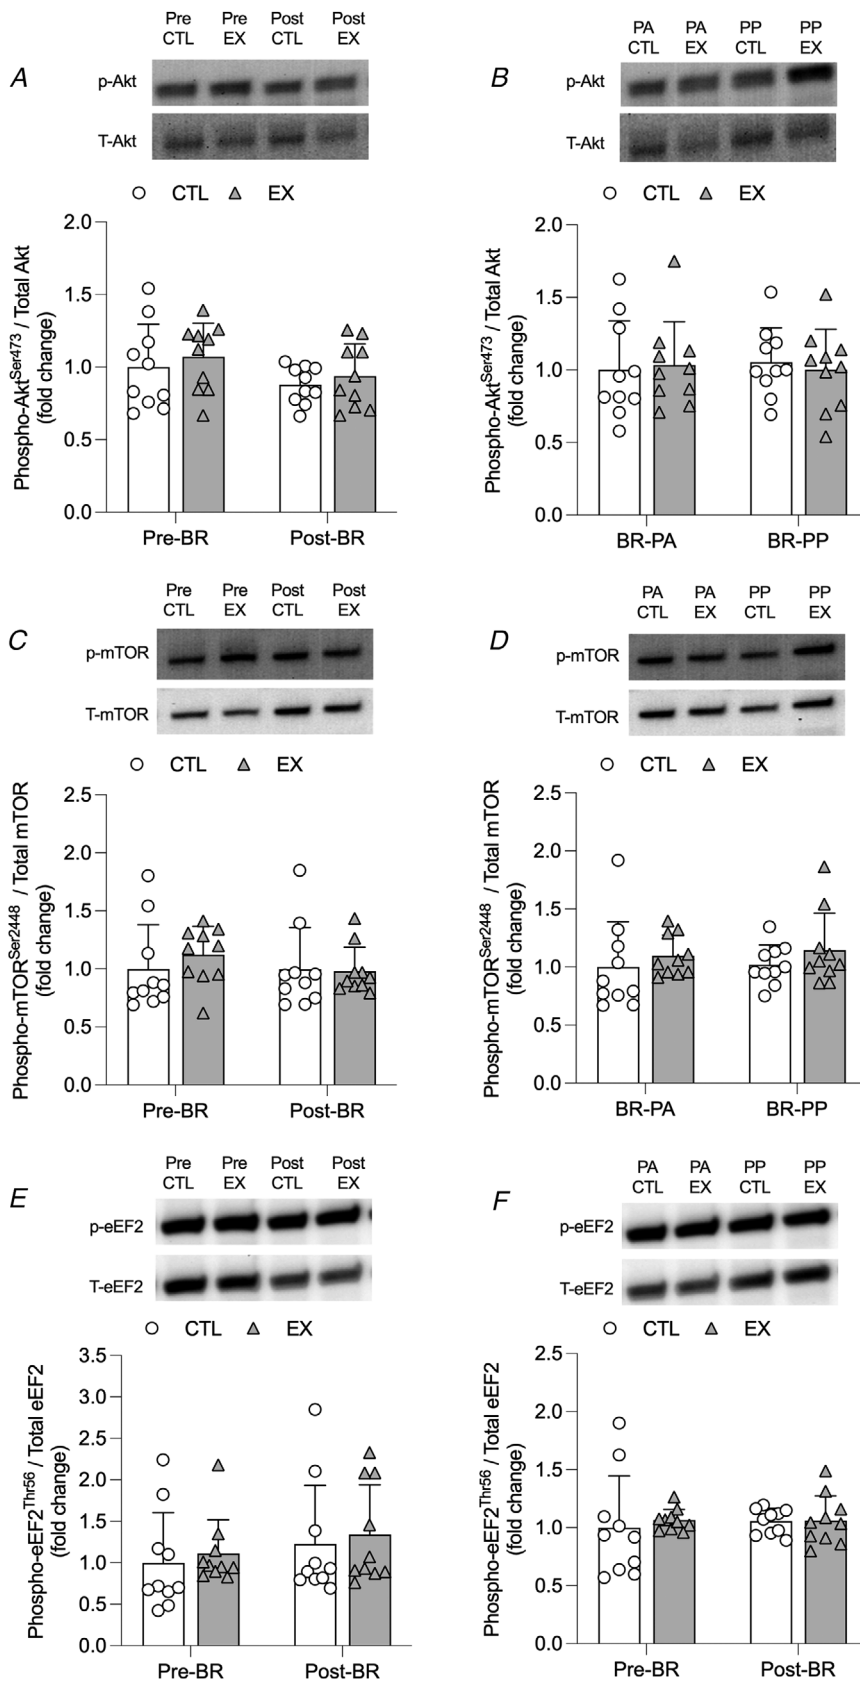 Pre Pre Post Post
CTL EX CTL EX
A
p-Akt
T-Akt
CTL EX
Phospho-AktSer473 / Total Akt
(fold change)
2.0
1.5
1.0
0.5
0.0
Pre-BR Post-BR
PA PA PP PP
CTL EX CTL EX
B
p-Akt
T-Akt
CTL EX
Phospho-AktSer473 / Total Akt
(fold change)
2.0
1.5
1.0
0.5
0.0
BR-PA BR-PP
Pre Pre Post Post
CTL EX CTL EX
C
p-mTOR
T-mTOR
CTL EX
Phospho-mTORSer2448 / Total mTOR
(fold change)
2.5
2.0
1.5
1.0
0.5
0.0
Pre-BR Post-BR
PA PA PP PP
CTL EX CTL EX
D
p-mTOR
T-mTOR
CTL EX
Phospho-mTORSer2448 / Total mTOR
(fold change)
2.5
2.0
1.5
1.0
0.5
0.0
BR-PA BR-PP
Pre Pre Post Post
CTL EX CTL EX
E
p-eEF2
T-eEF2
CTL EX
Phospho-eEF2Thr56 / Total eEF2
(fold change)
3.5
3.0
2.5
2.0
1.5
1.0
0.5
0.0
Pre-BR Post-BR
PA PA PP PP
CTL EX CTL EX
F
p-eEF2
T-eEF2
CTL EX
Phospho-eEF2Thr56 / Total eEF2
(fold change)
2.5
2.0
1.5
1.0
0.5
0.0
Pre-BR Post-BR